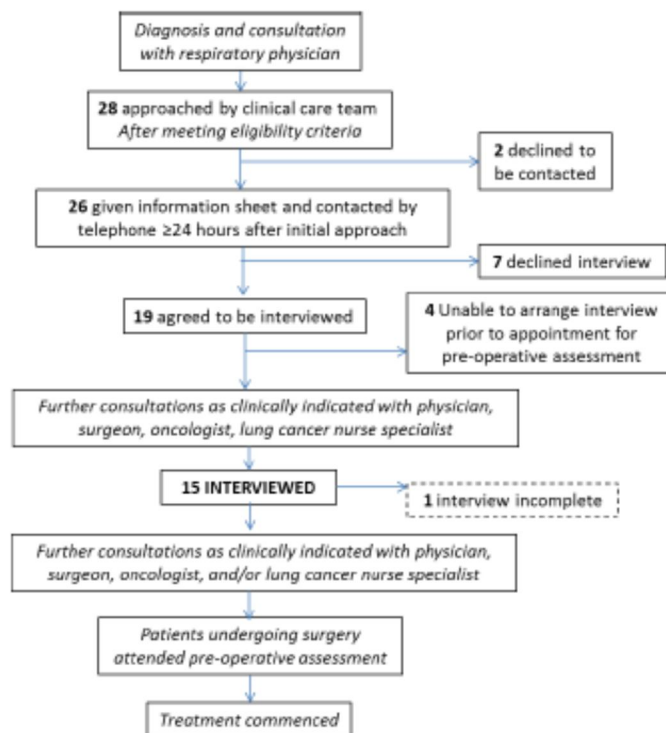 Diagnosis and consultation
with respiratory physician
28 approached by clinical care team
After meeting eligibility criteria
2 declined to
be contacted
26 given information sheet and contacted by
telephone ≥24 hours after initial approach
7 declined interview
19 agreed to be interviewed
4 Unable to arrange interview
prior to appointment for
pre-operative assessment
Further consultations as clinically indicated with physician,
surgeon, oncologist, lung cancer nurse specialist
15 INTERVIEWED
1 interview incomplete
Further consultations as clinically indicated with physician,
surgeon, oncologist, and/or lung cancer nurse specialist
Patients undergoing surgery
attended pre-operative assessment
Treatment commenced